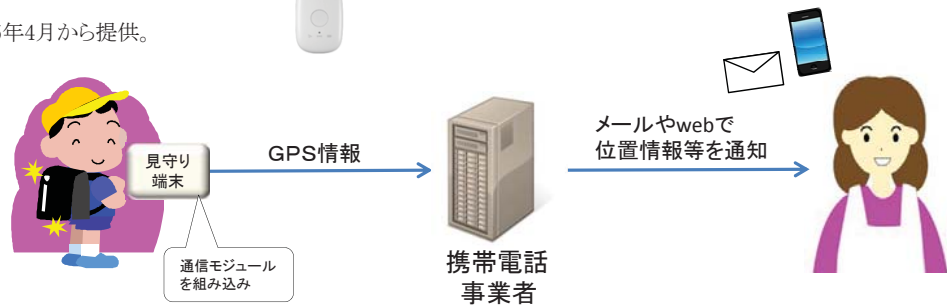 年4月から提供。
見守り
端末
GPS情報
メールやwebで
位置情報等を通知
通信モジュール
を組み込み
携帯電話
事業者